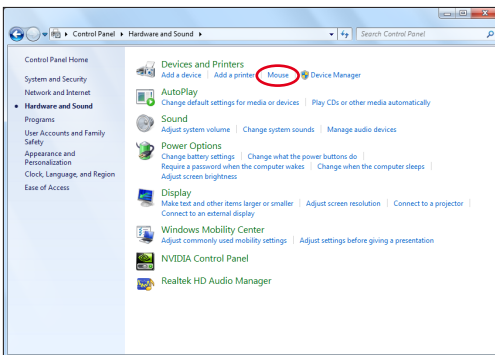 Control Panel ▸ Hardware and Sound ▸
Search Control Panel
Control Panel Home
System and Security
Network and Internet
Hardware and Sound
Programs
User Accounts and Family
Safety
Appearance and
Personalization
Clock, Language, and Region
Ease of Access
Devices and Printers
Add a device | Add a printer | Mouse | Device Manager
AutoPlay
Change default settings for media or devices | Play CDs or other media automatically
Sound
Adjust system volume | Change system sounds | Manage audio devices
Power Options
Change battery settings | Change what the power buttons do |
Require a password when the computer wakes | Change when the computer sleeps |
Adjust screen brightness
Display
Make text and other items larger or smaller | Adjust screen resolution | Connect to a projector |
Connect to an external display
Windows Mobility Center
Adjust commonly used mobility settings | Adjust settings before giving a presentation
NVIDIA Control Panel
Realtek HD Audio Manager